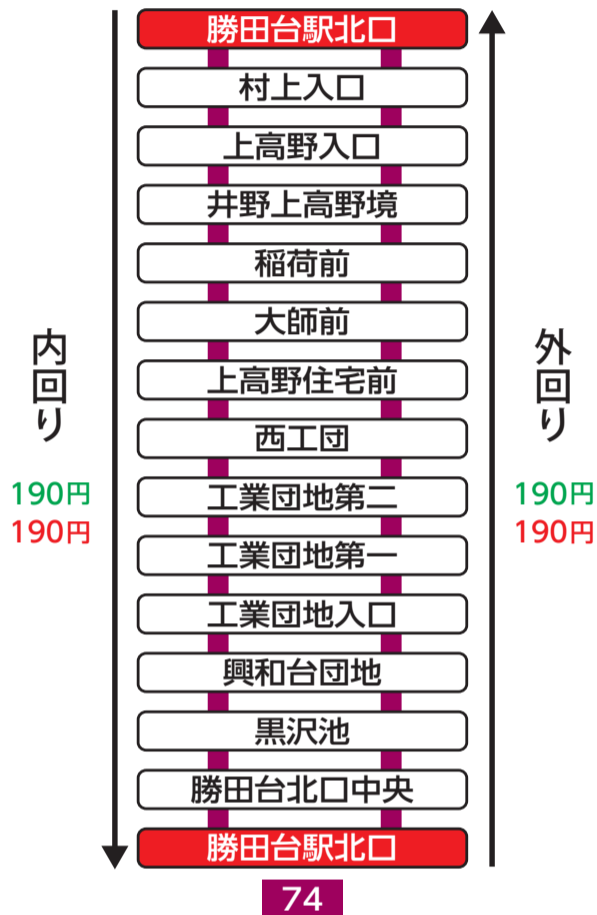 勝田台駅北口
村上入口
上高野入口
井野上高野境
稲荷前
大師前
上高野住宅前
西工団
工業団地第二
工業団地第一
工業団地入口
興和台団地
黒沢池
勝田台北口中央
勝田台駅北口
内回り
190円
190円
外回り
190円
190円
74